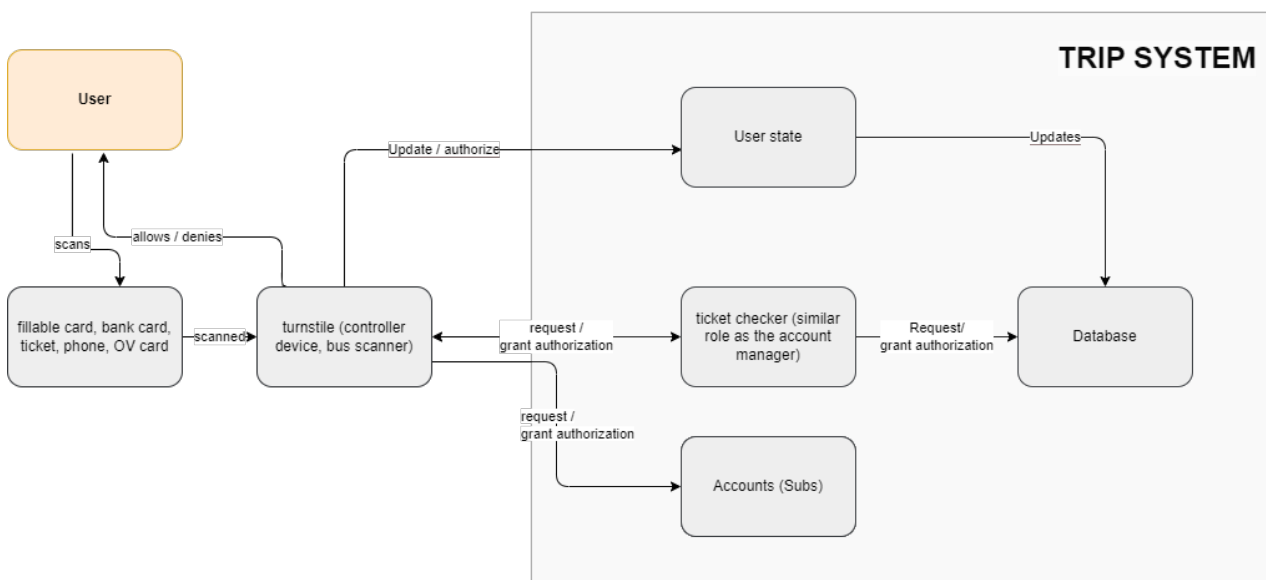 TRIP SYSTEM
User
User state
Update / authorize
Updates
scans
allows / denies
fillable card, bank card,
ticket, phone, OV card
scanned
turnstile (controller
device, bus scanner)
request /
grant authorization
ticket checker (similar
role as the account
manager)
Request/
grant authorization
Database
request /
grant authorization
Accounts (Subs)